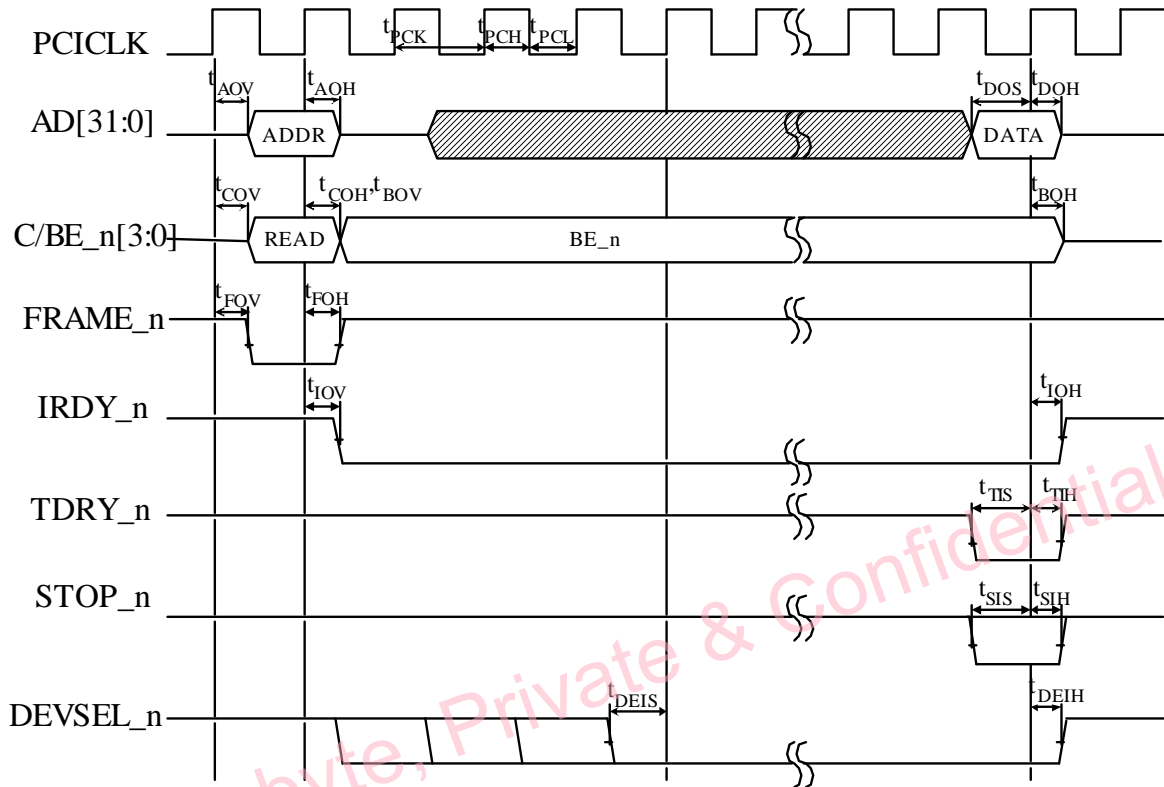 PCICLK
tPCK
tPCH
tPCL
tAOV
tAOH
tDOS
tDOH
AD[31:0]
ADDR
DATA
tCOV
tCOH,tBOV
tBOH
C/BE_n[3:0]
READ
BE_n
tFOV
tFOH
FRAME_n
tIOV
tIOH
IRDY_n
tTIS
tTIH
TDRY_n
tSIS
tSIH
STOP_n
tDEIS
tDEIH
DEVSEL_n
byte, Private & Confidential